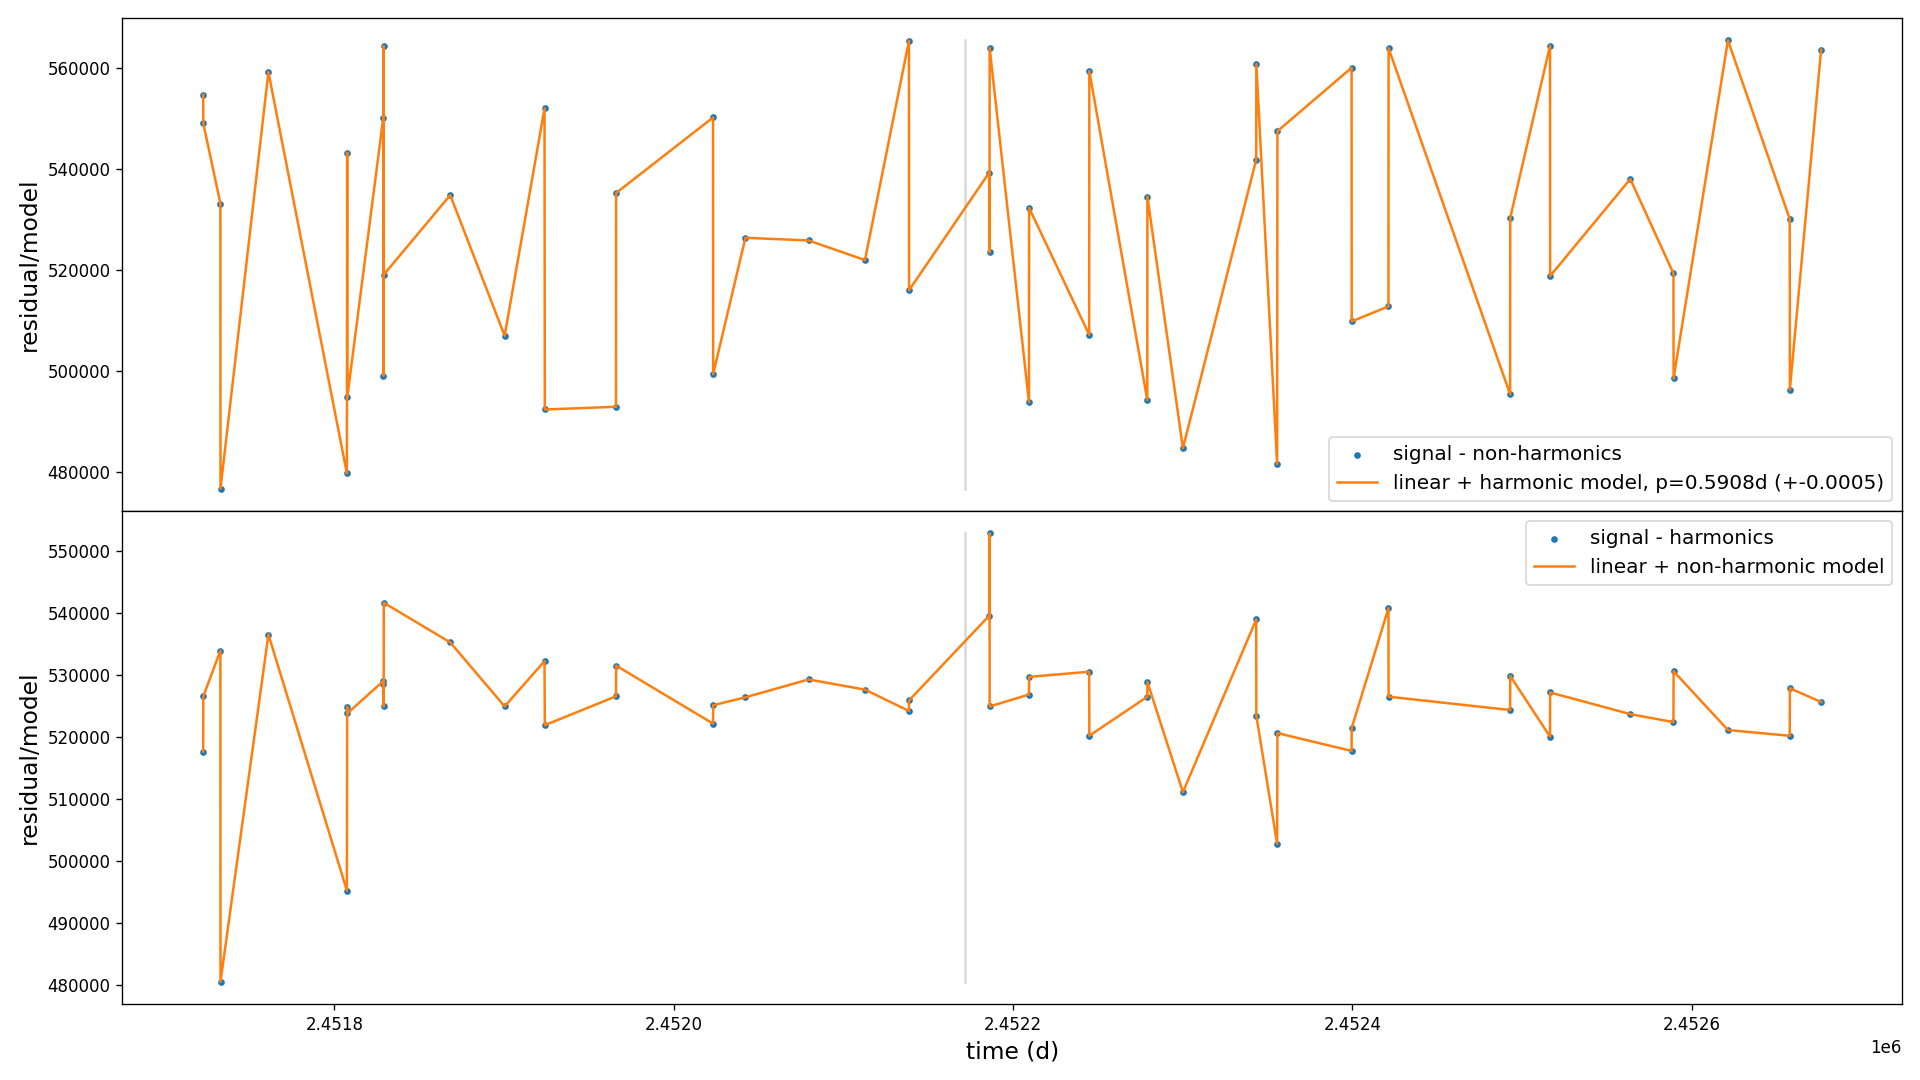 560000
540000
520000
500000
480000
residual/model
signal - non-harmonics
linear + harmonic model, p=0.5908d (+-0.0005)
signal - harmonics
linear + non-harmonic model
550000
540000
530000
520000
510000
500000
490000
480000
residual/model
2.4518
2.4520
2.4522
2.4524
2.4526
1e6
time (d)